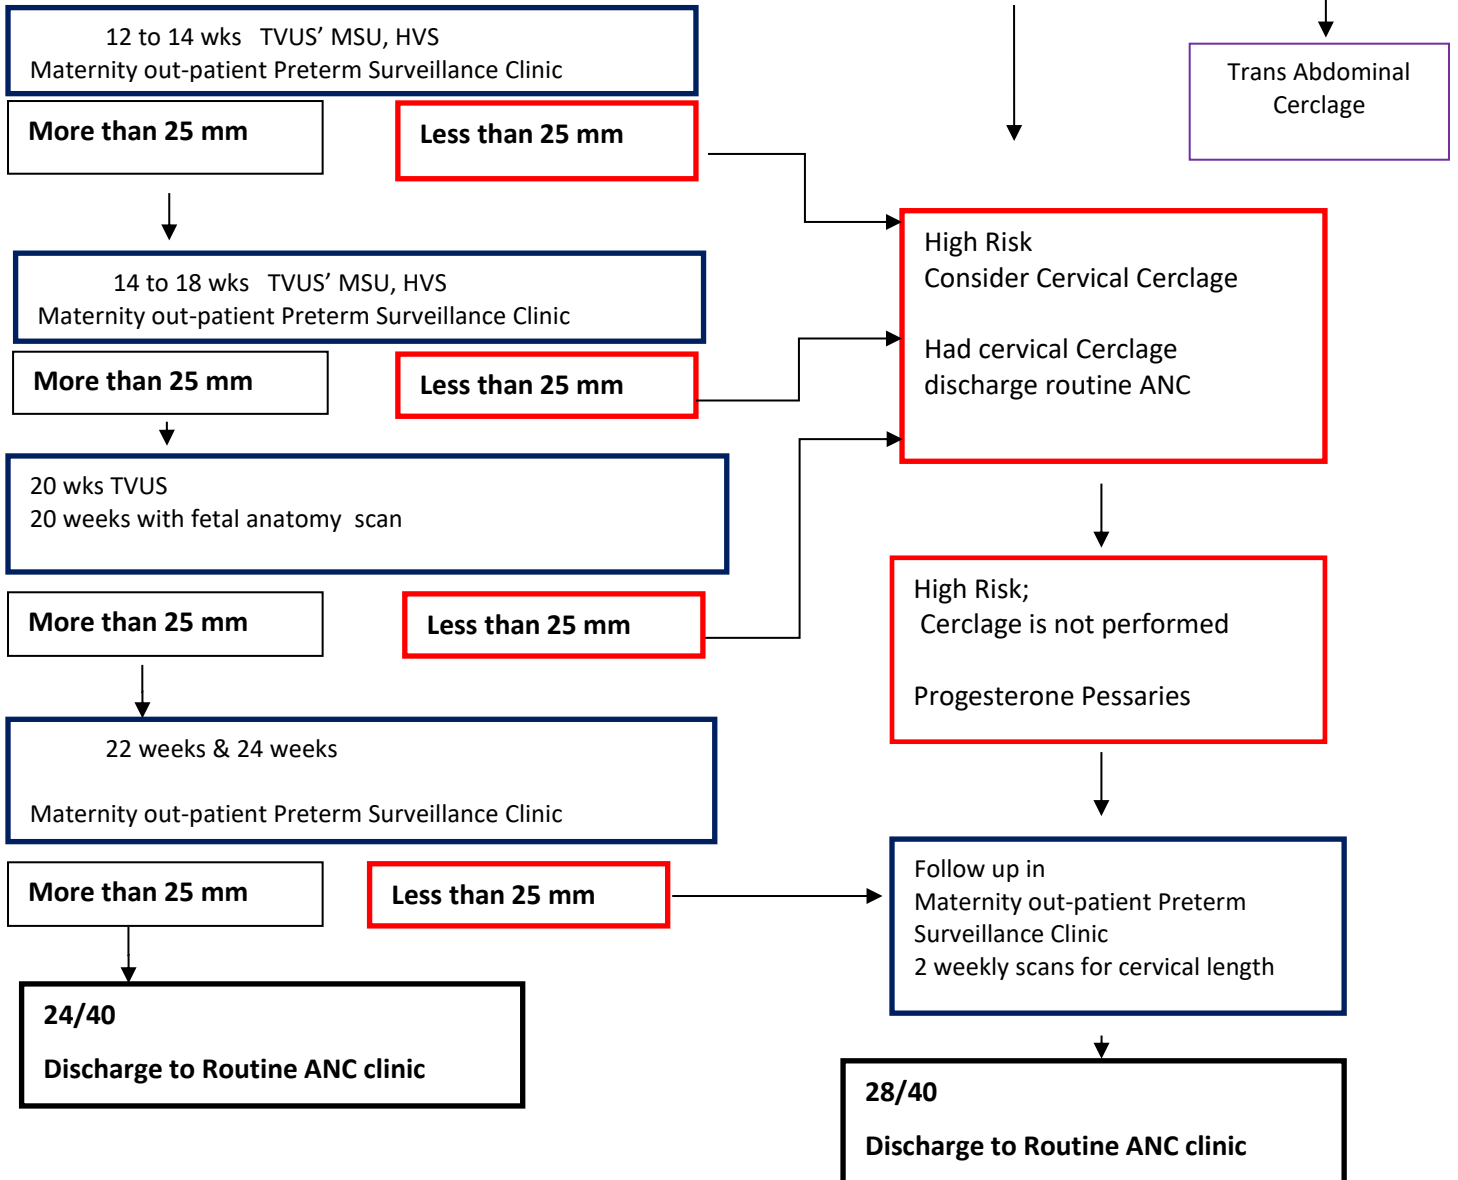 12 to 14 wks   TVUS’ MSU, HVS
Maternity out-patient Preterm Surveillance Clinic
More than 25 mm
Less than 25 mm
Trans Abdominal
Cerclage
14 to 18 wks   TVUS’ MSU, HVS
Maternity out-patient Preterm Surveillance Clinic
More than 25 mm
Less than 25 mm
High Risk
Consider Cervical Cerclage
Had cervical Cerclage
discharge routine ANC
20 wks TVUS
20 weeks with fetal anatomy  scan
More than 25 mm
Less than 25 mm
High Risk;
Cerclage is not performed
Progesterone Pessaries
22 weeks & 24 weeks
Maternity out-patient Preterm Surveillance Clinic
More than 25 mm
Less than 25 mm
Follow up in
Maternity out-patient Preterm
Surveillance Clinic
2 weekly scans for cervical length
24/40
Discharge to Routine ANC clinic
28/40
Discharge to Routine ANC clinic